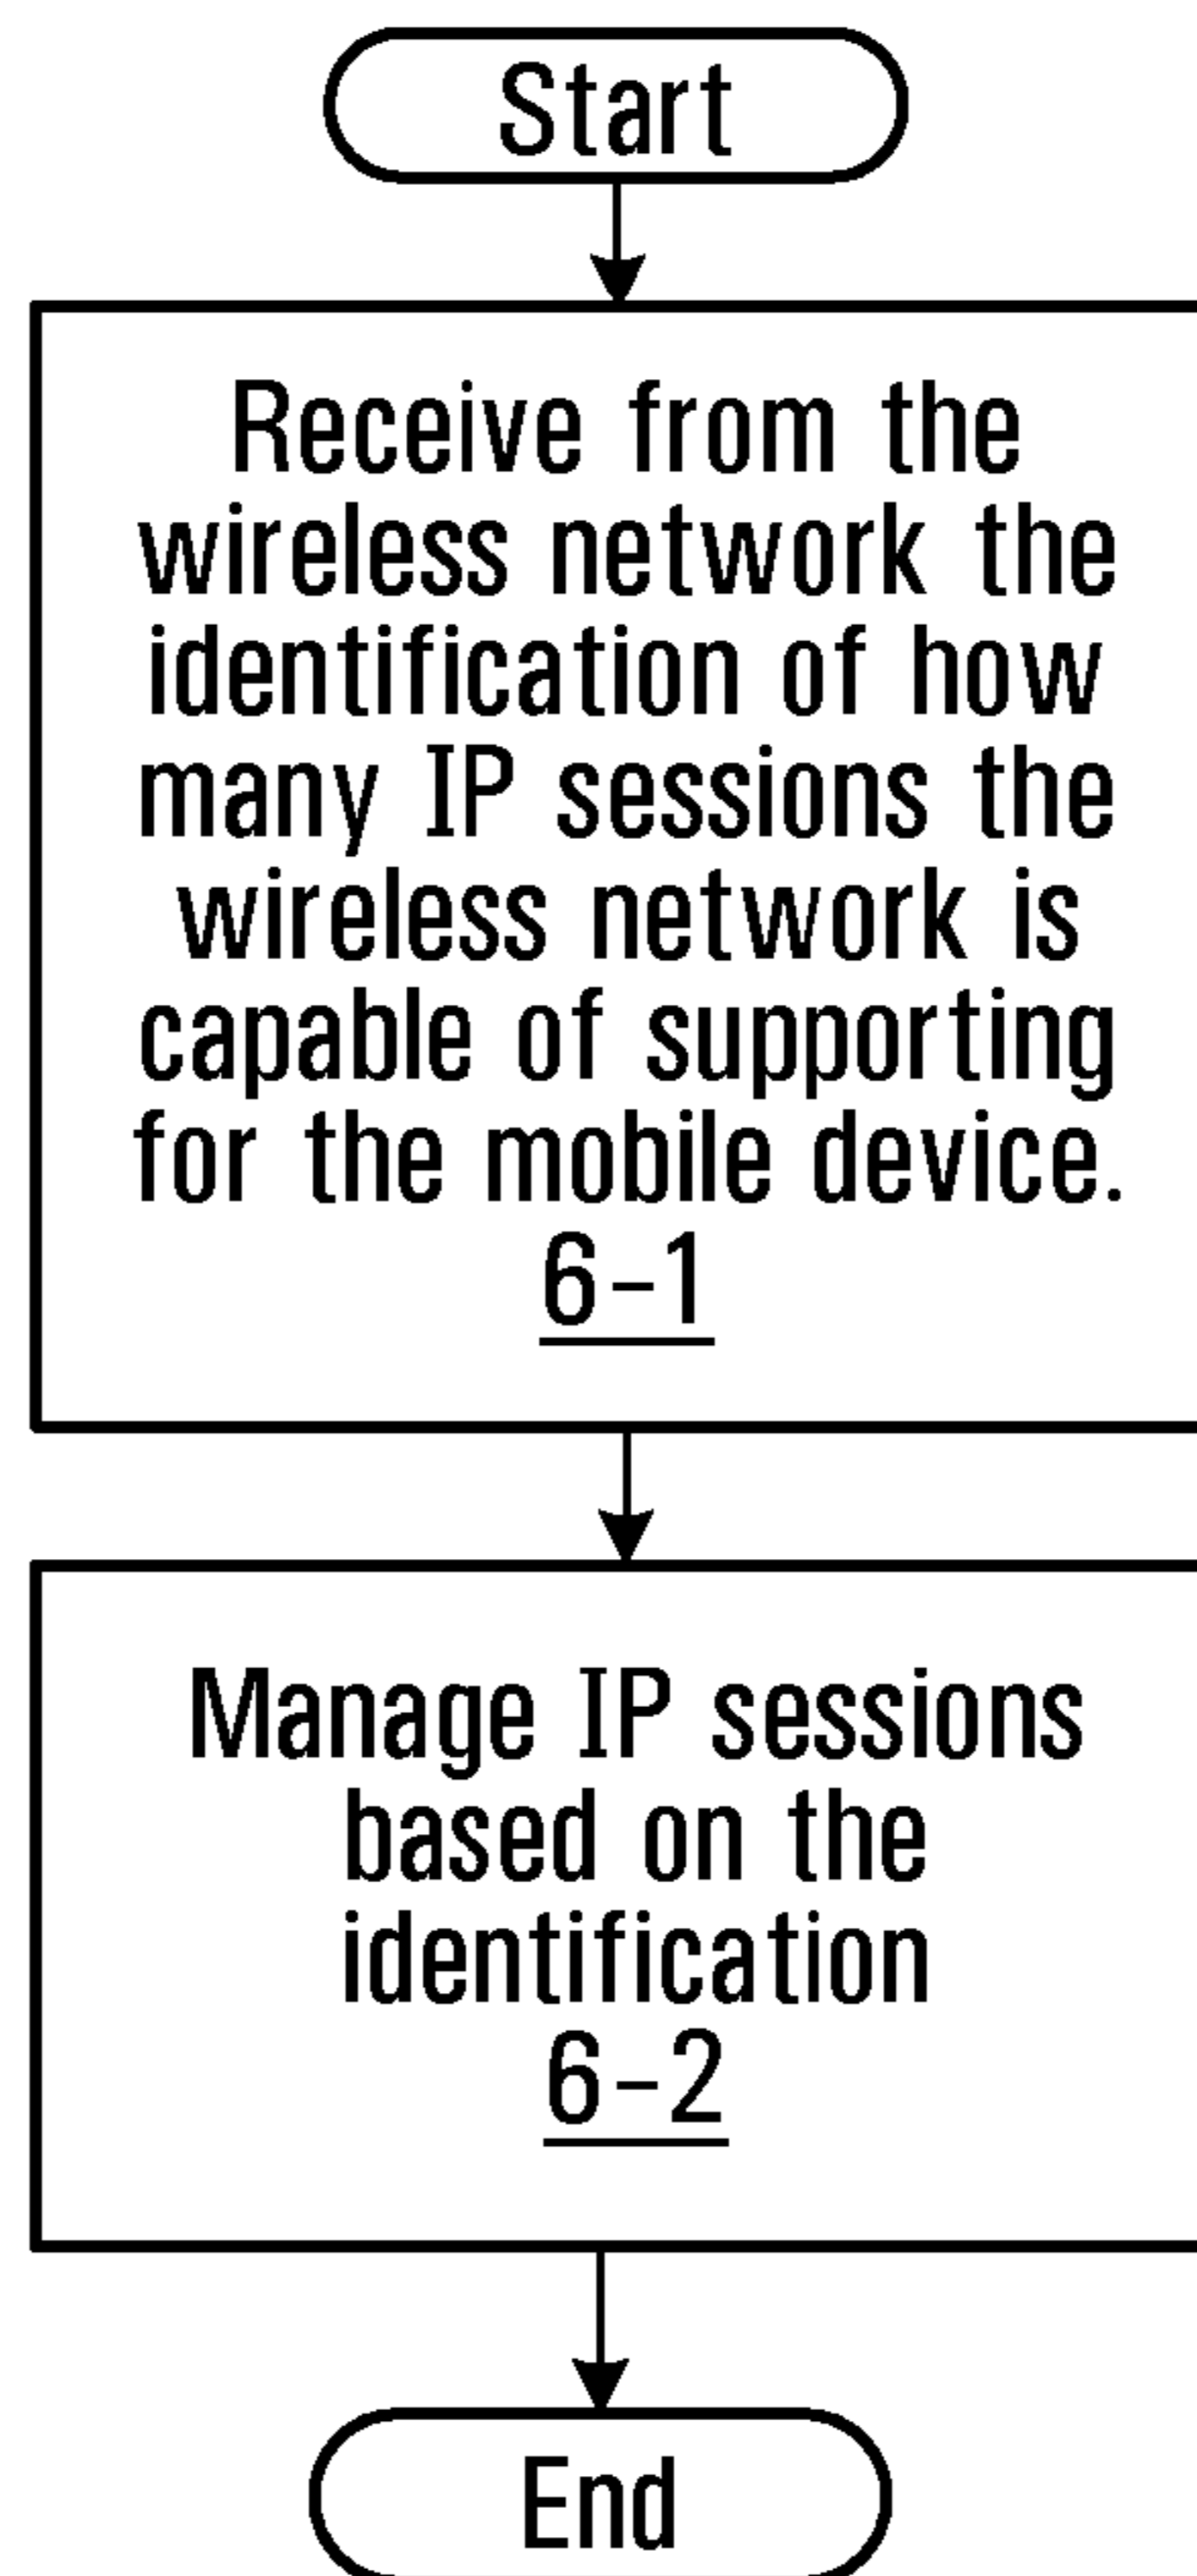 Start
Receive from the
wireless network the
identification of how
many IP sessions the
wireless network is
capable of supporting
for the mobile device.
6-1
Manage IP sessions
based on the
identification
6-2
End